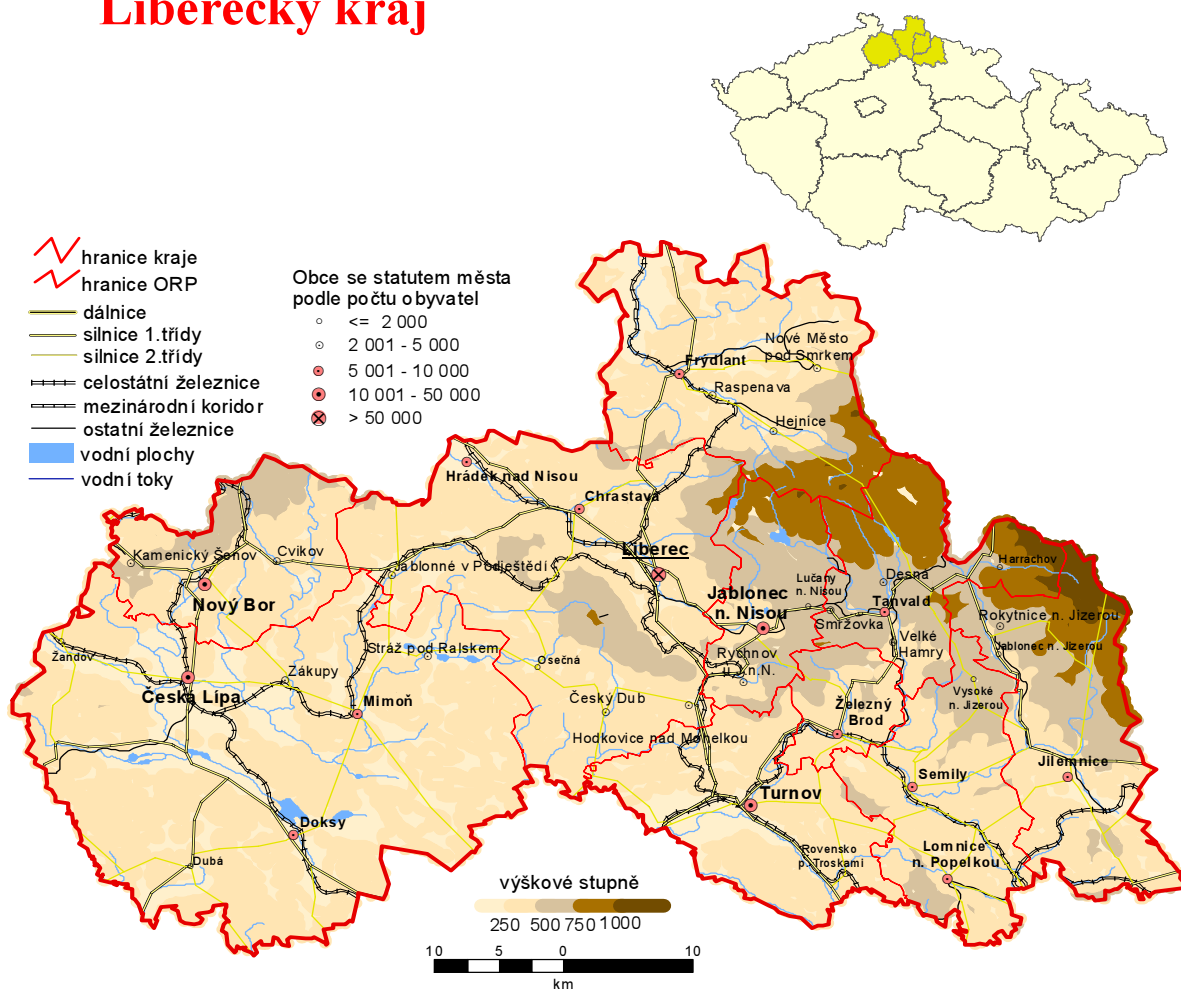 Liberecký kraj
hranice kraje
hranice ORP
dálnice
silnice 1.třídy
silnice 2.třídy
celostátní železnice
mezinárodní koridor
ostatní železnice
vodní plochy
vodní toky
Obce se statutem města
podle počtu obyvatel
<= 2 000
2 001 - 5 000
5 001 - 10 000
10 001 - 50 000
> 50 000
Nové Město
pod Smrkem
Frýdlant
Raspenava
Hejnice
Hrádek nad Nisou
Chrastava
Liberec
Kamenický Šenov
Cvikov
Jablonné v Podještědí
Nový Bor
Jablonec
n. Nisou
Lučany
n. Nisou
Desná
Harrachov
Tanvald
Smržovka
Rokytnice n. Jizerou
Velké
Hamry
Jablonec n. Jizerou
Žandov
Zákupy
Stráž pod Ralskem
Osečná
Rychnov
u J.n.N.
Česká Lípa
Mimoň
Český Dub
Železný
Brod
Vysoké
n. Jizerou
Hodkovice nad Mohelkou
Turnov
Semily
Jilemnice
Doksy
Dubá
Rovensko
p. Troskami
Lomnice
n. Popelkou
výškové stupně
250 500 750 1000
10 5 0 10
km